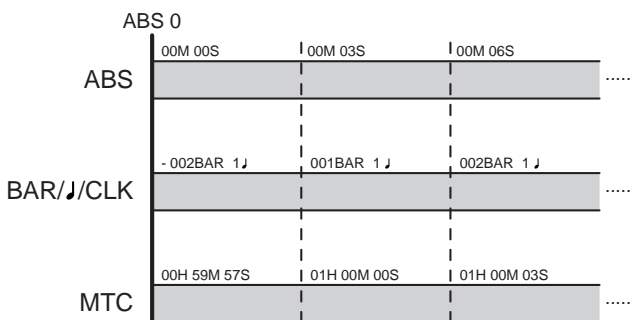 ABS 0
00M 00S 00M 03S 00M 06S
ABS .....
- 002BAR 1♩ 001BAR 1♩ 002BAR 1♩
BAR/♩/CLK .....
00H 59M 57S 01H 00M 00S 01H 00M 03S
MTC .....